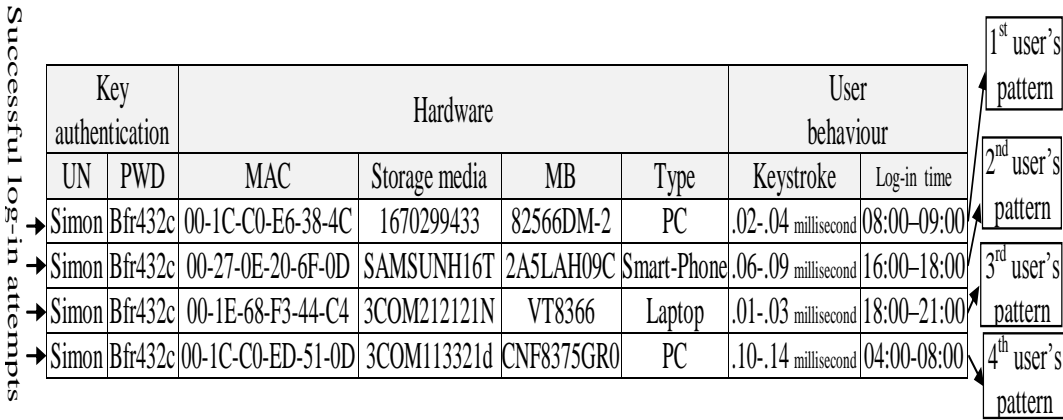 Successful log-in attempts
Key authentication Hardware User behaviour
UN PWD MAC Storage media MB Type Keystroke Log-in time
Simon Bfr432c 00-1C-C0-E6-38-4C 1670299433 82566DM-2 PC .02-.04 millisecond 08:00–09:00
Simon Bfr432c 00-27-0E-20-6F-0D SAMSUNH16T 2A5LAH09C Smart-Phone .06-.09 millisecond 16:00–18:00
Simon Bfr432c 00-1E-68-F3-44-C4 3COM212121N VT8366 Laptop .01-.03 millisecond 18:00–21:00
Simon Bfr432c 00-1C-C0-ED-51-0D 3COM113321d CNF8375GR0 PC .10-.14 millisecond 04:00-08:00
1st user’s
pattern
2nd user’s
pattern
3rd user’s
pattern
4th user’s
pattern